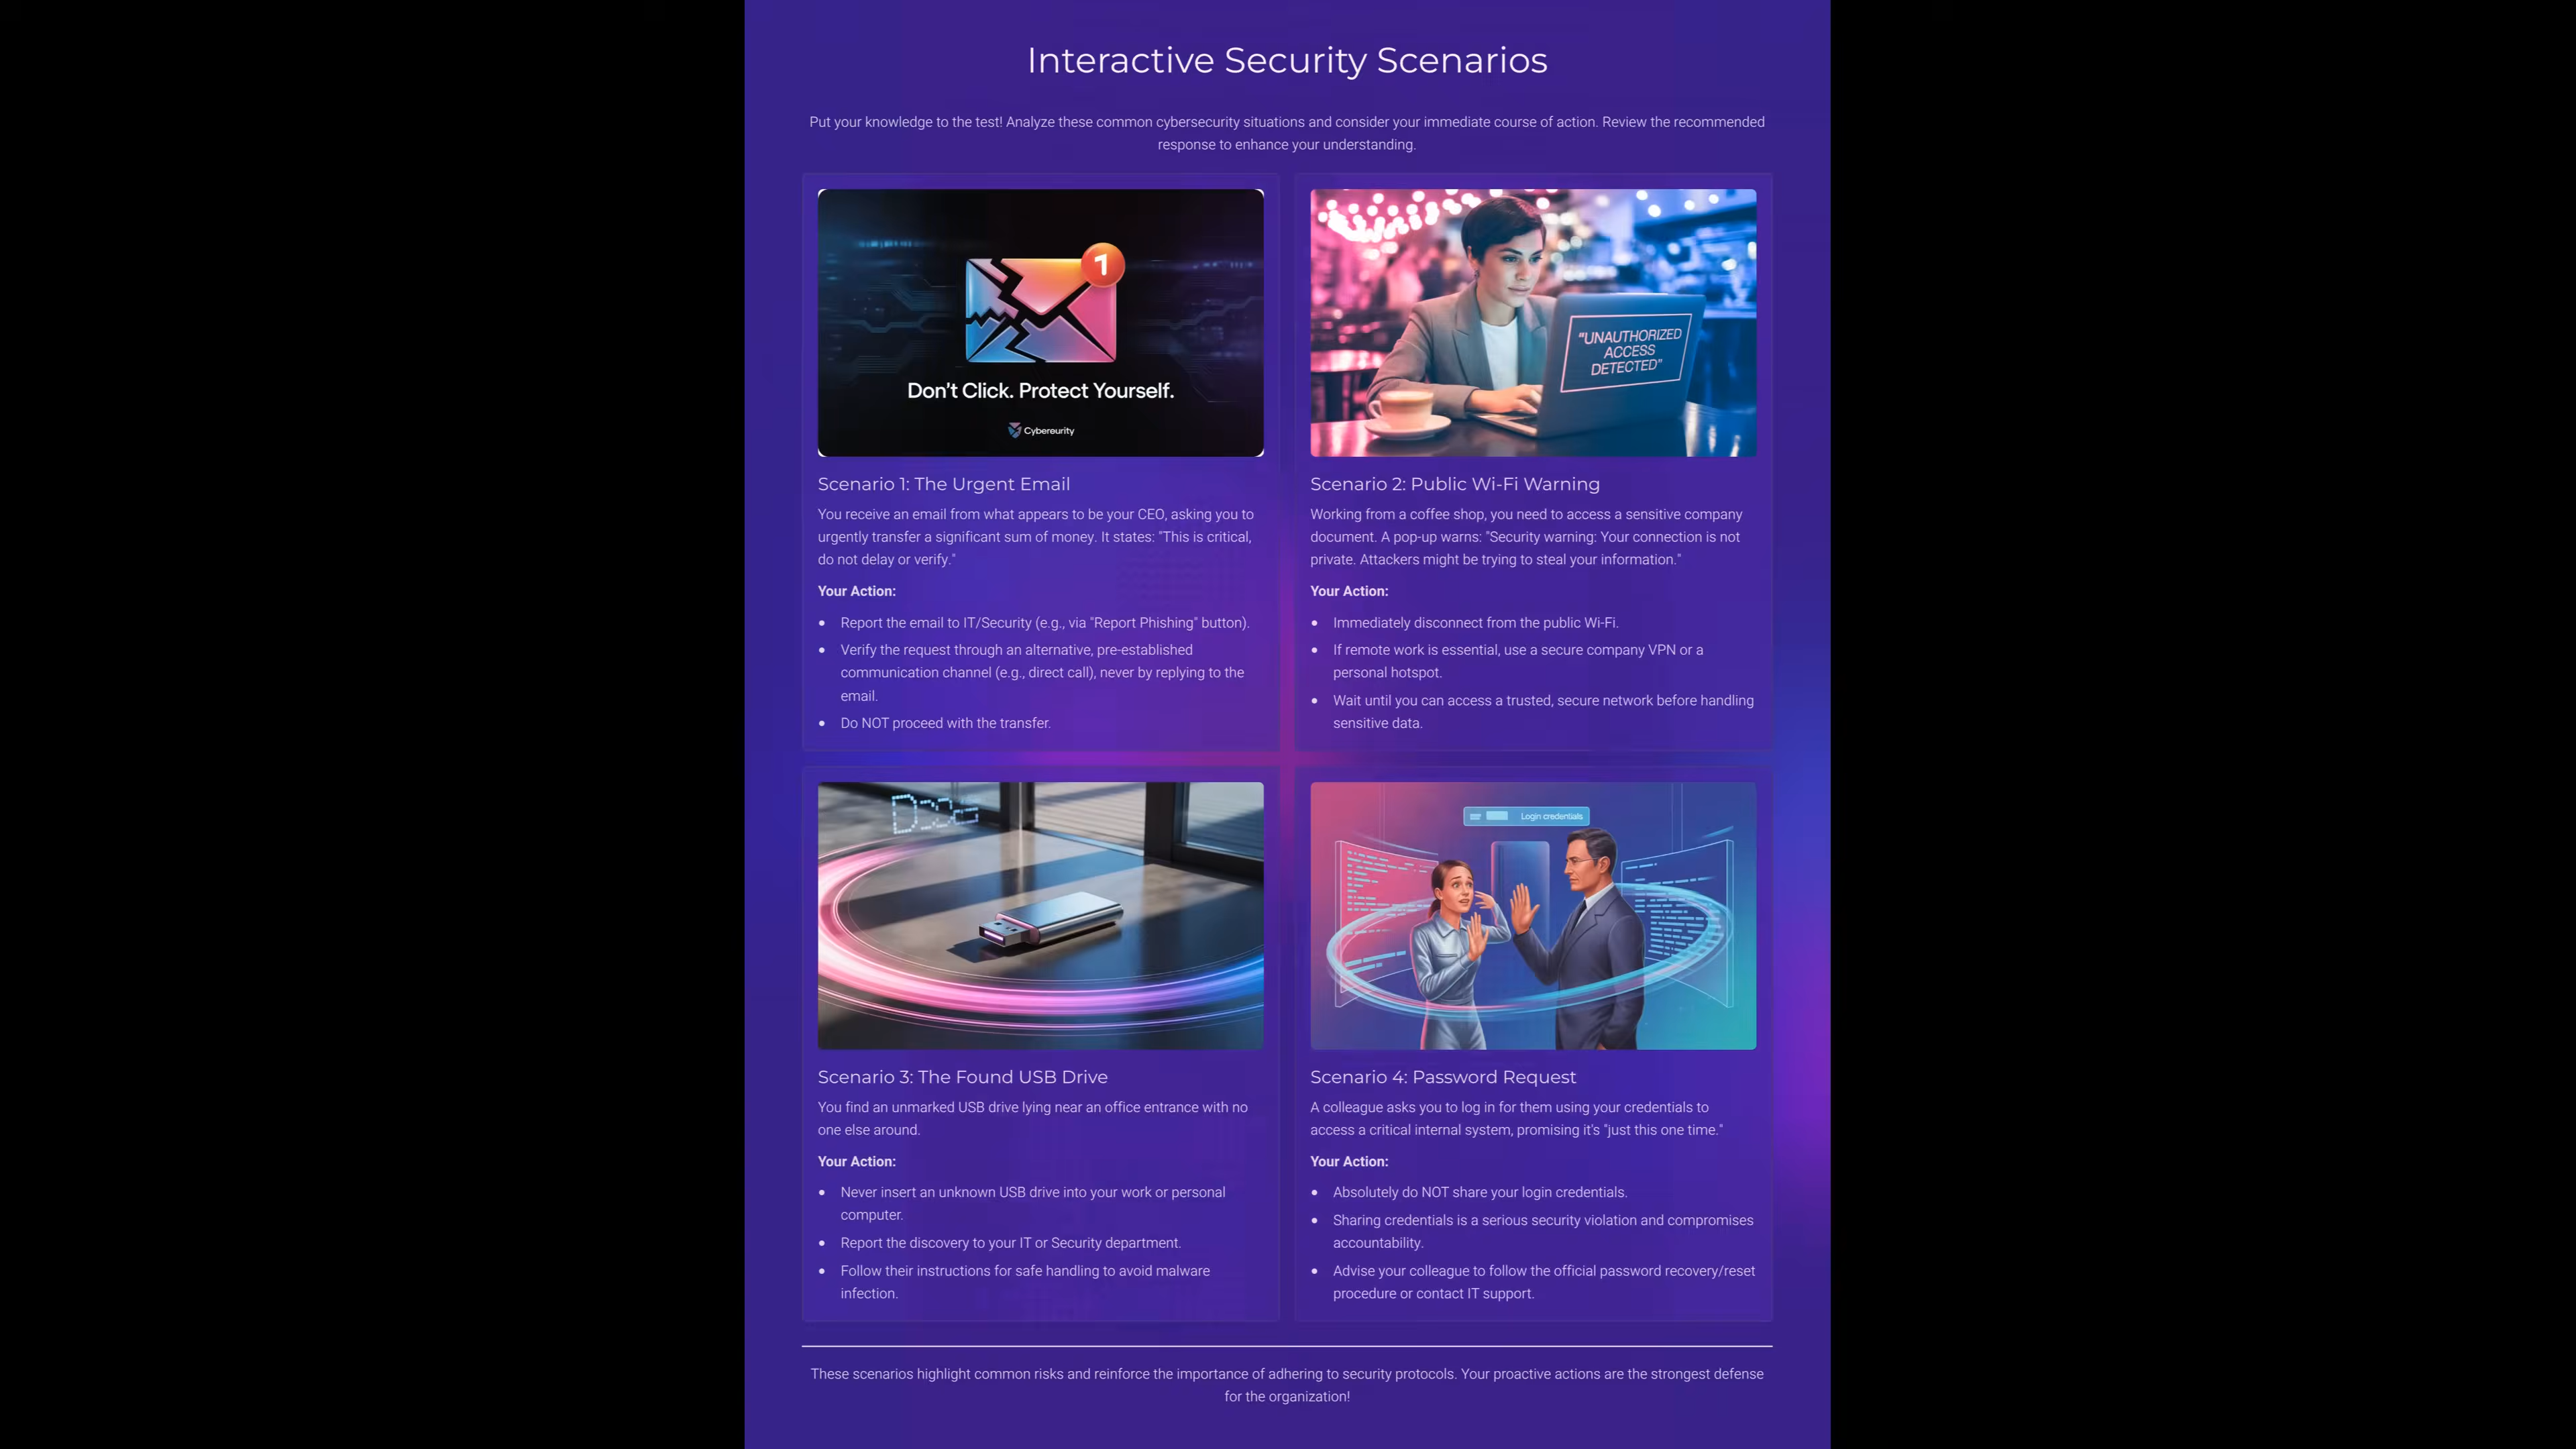 Interactive Security Scenarios
Put your knowledge to the test! Analyze these common cybersecurity situations and consider your immediate course of action. Review the recommended
response to enhance your understanding.
1
Don't Click. Protect Yourself.
Cybereurity
Scenario 1: The Urgent Email
You receive an email from what appears to be your CEO, asking you to
urgently transfer a significant sum of money. It states: "This is critical,
do not delay or verify."
Your Action:
• Report the email to IT/Security (e.g., via "Report Phishing" button).
• Verify the request through an alternative, pre-established
communication channel (e.g., direct call), never by replying to the
email.
• Do NOT proceed with the transfer.
"UNAUTHORIZED
ACCESS
DETECTED"
Scenario 2: Public Wi-Fi Warning
Working from a coffee shop, you need to access a sensitive company
document. A pop-up warns: "Security warning: Your connection is not
private. Attackers might be trying to steal your information."
Your Action:
• Immediately disconnect from the public Wi-Fi.
• If remote work is essential, use a secure company VPN or a
personal hotspot.
• Wait until you can access a trusted, secure network before handling
sensitive data.
Scenario 3: The Found USB Drive
You find an unmarked USB drive lying near an office entrance with no
one else around.
Your Action:
• Never insert an unknown USB drive into your work or personal
computer.
• Report the discovery to your IT or Security department.
• Follow their instructions for safe handling to avoid malware
infection.
Login credentials
Scenario 4: Password Request
A colleague asks you to log in for them using your credentials to
access a critical internal system, promising it's "just this one time."
Your Action:
• Absolutely do NOT share your login credentials.
• Sharing credentials is a serious security violation and compromises
accountability.
• Advise your colleague to follow the official password recovery/reset
procedure or contact IT support.
These scenarios highlight common risks and reinforce the importance of adhering to security protocols. Your proactive actions are the strongest defense
for the organization!